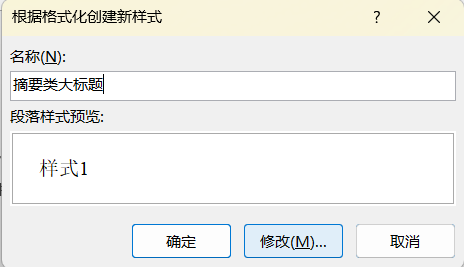 根据格式化创建新样式
名称(N):
摘要类大标题
段落样式预览:
样式1
确定 修改(M)... 取消